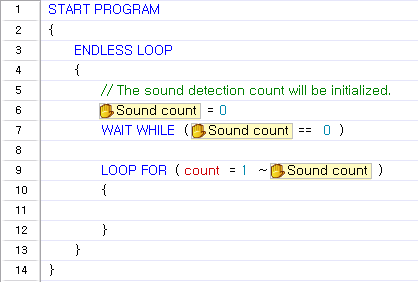 1 START PROGRAM
2 {
3 ENDLESS LOOP
4 {
5 // The sound detection count will be initialized.
6 Sound count = 0
7 WAIT WHILE ( Sound count == 0 )
8
9 LOOP FOR ( count = 1 ~ Sound count )
10 {
11
12 }
13 }
14 }